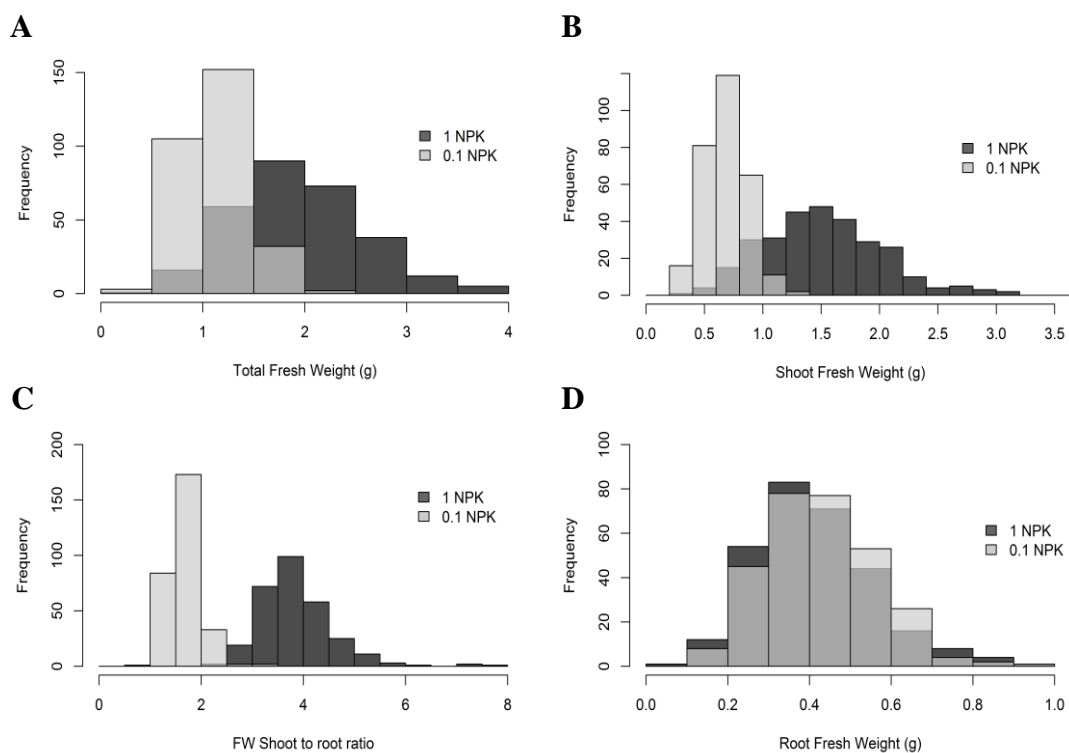 A
150
100
50
0
Frequency
1 NPK
0.1 NPK
0 1 2 3 4
Total Fresh Weight (g)
B
100
80
60
40
20
0
Frequency
1 NPK
0.1 NPK
0.0 0.5 1.0 1.5 2.0 2.5 3.0 3.5
Shoot Fresh Weight (g)
C
200
150
100
50
0
Frequency
1 NPK
0.1 NPK
0 2 4 6 8
FW Shoot to root ratio
D
100
80
60
40
20
0
Frequency
1 NPK
0.1 NPK
0.0 0.2 0.4 0.6 0.8 1.0
Root Fresh Weight (g)